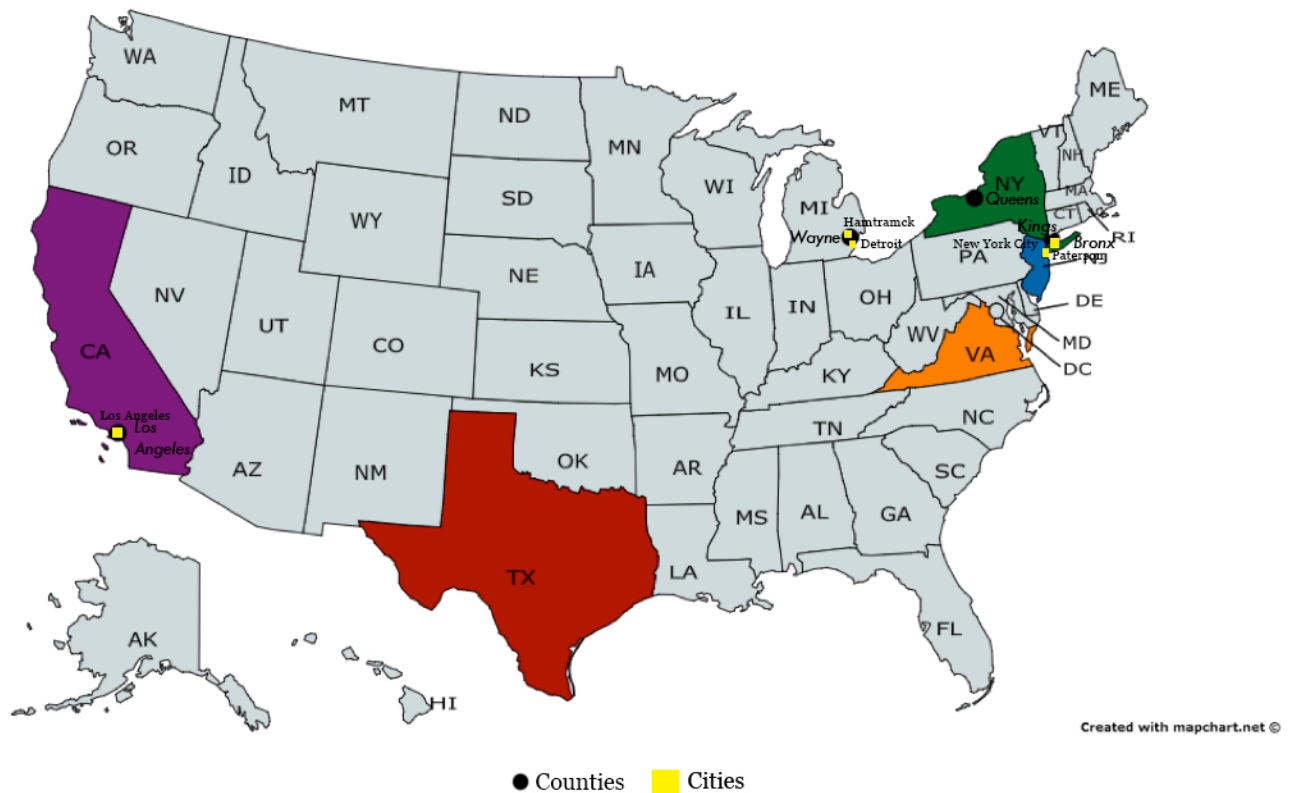 WA
MT
ND
MN
ME
OR
ID
SD
WI
VT
NH
WY
MI
NY
MA
Queens
CT
RI
Hamtramck
Wayne
Detroit
Kings
New York City
Bronx
Paterson
NJ
PA
NV
UT
CO
NE
IA
IL
IN
OH
WV
DE
MD
DC
VA
CA
KS
MO
KY
Los Angeles
Los
Angeles
AZ
NM
OK
AR
TN
NC
SC
MS
AL
GA
TX
LA
FL
AK
HI
Created with mapchart.net ©
Counties
Cities